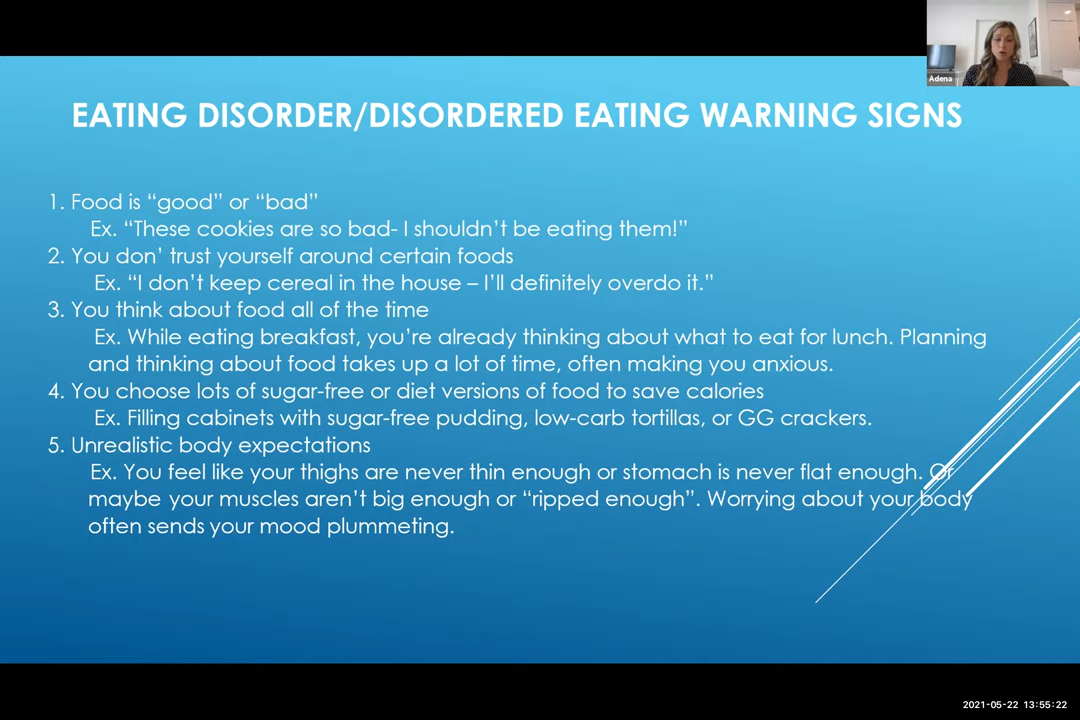 Adena
EATING DISORDER/DISORDERED EATING WARNING SIGNS
1. Food is “good” or “bad”
Ex. “These cookies are so bad- I shouldn’t be eating them!”
2. You don’ trust yourself around certain foods
Ex. “I don’t keep cereal in the house – I’ll definitely overdo it.”
3. You think about food all of the time
Ex. While eating breakfast, you’re already thinking about what to eat for lunch. Planning
and thinking about food takes up a lot of time, often making you anxious.
4. You choose lots of sugar-free or diet versions of food to save calories
Ex. Filling cabinets with sugar-free pudding, low-carb tortillas, or GG crackers.
5. Unrealistic body expectations
Ex. You feel like your thighs are never thin enough or stomach is never flat enough. Or
maybe your muscles aren’t big enough or “ripped enough”. Worrying about your body
often sends your mood plummeting.
2021-05-22 13:55:22